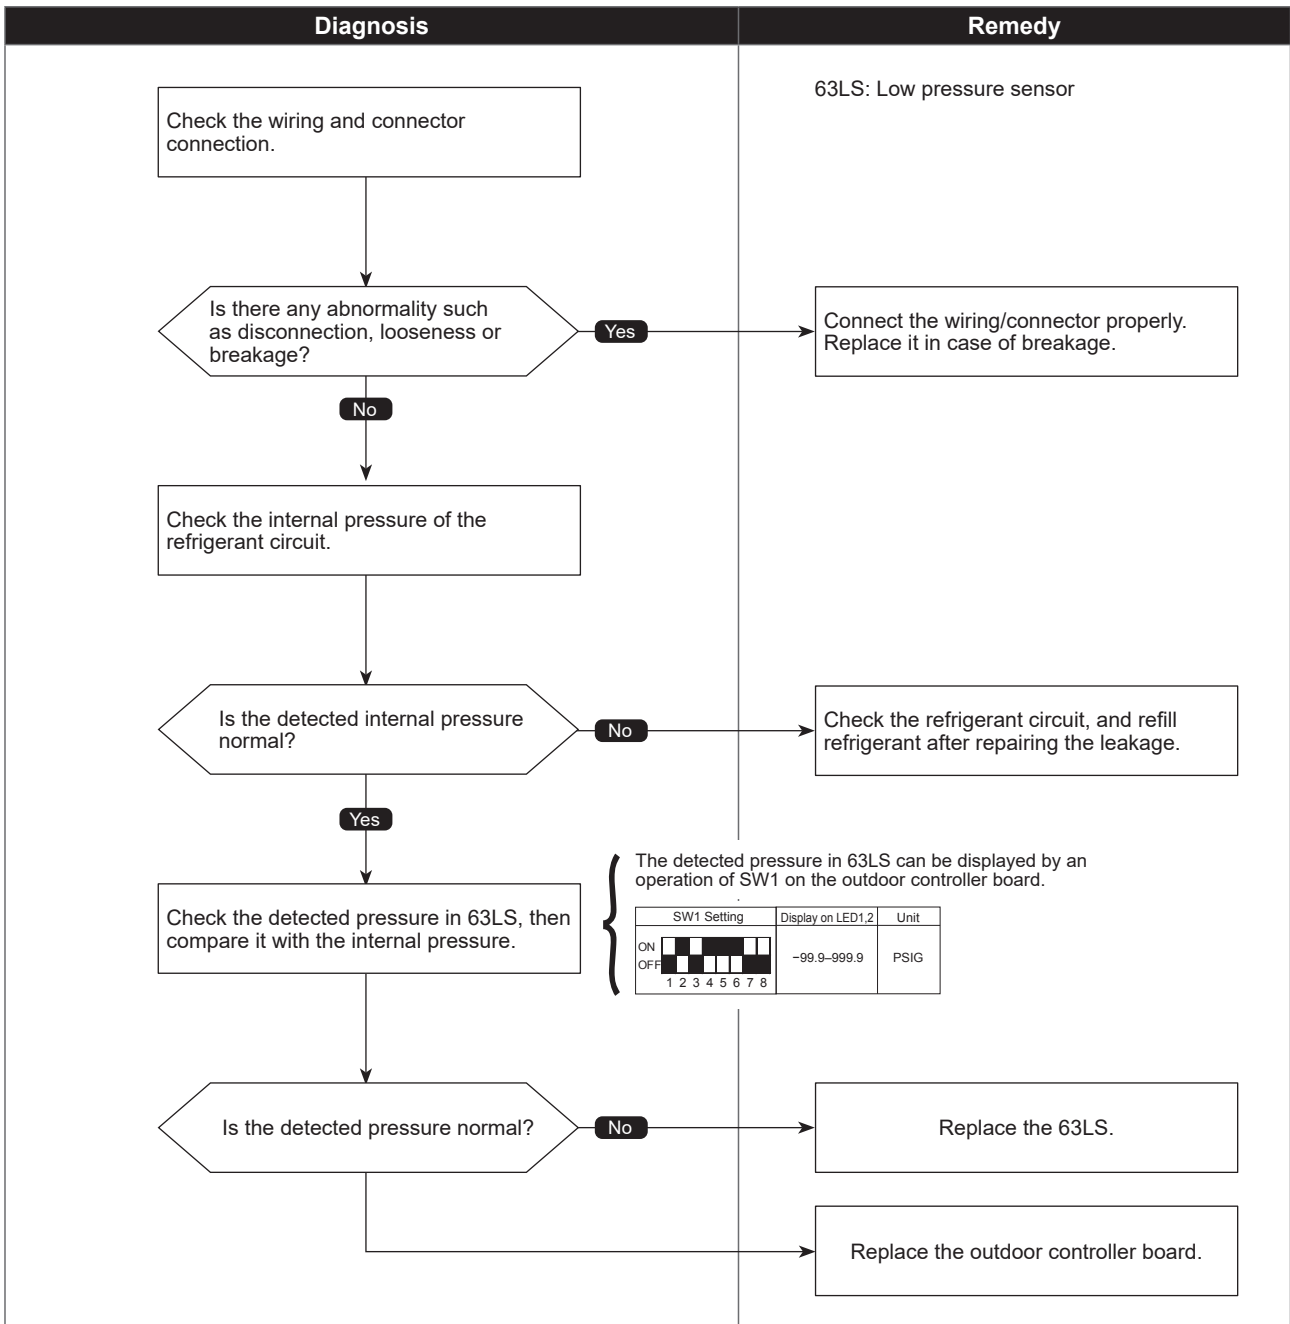 Diagnosis
Remedy
63LS: Low pressure sensor
Check the wiring and connector
connection.
Is there any abnormality such
as disconnection, looseness or
breakage?
Yes
Connect the wiring/connector properly.
Replace it in case of breakage.
No
Check the internal pressure of the
refrigerant circuit.
Is the detected internal pressure
normal?
No
Check the refrigerant circuit, and refill
refrigerant after repairing the leakage.
Yes
Check the detected pressure in 63LS, then
compare it with the internal pressure.
The detected pressure in 63LS can be displayed by an
operation of SW1 on the outdoor controller board.
SW1 Setting
Display on LED1,2
Unit
ON
OFF
1 2 3 4 5 6 7 8
−99.9–999.9
PSIG
Is the detected pressure normal?
No
Replace the 63LS.
Replace the outdoor controller board.